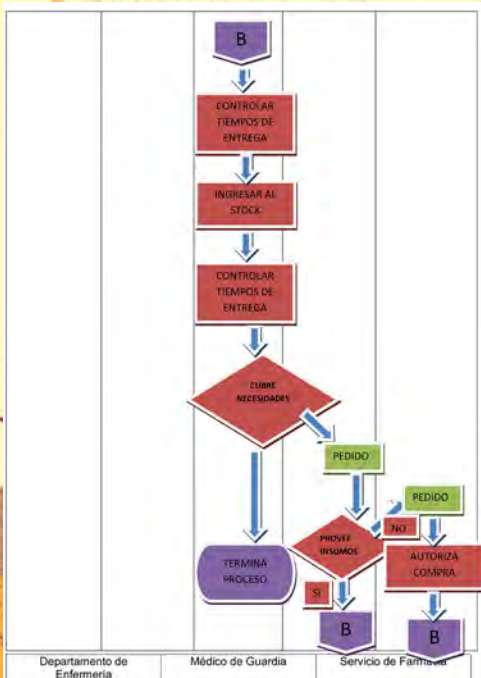 B
CONTROLAR
TIEMPOS DE
ENTREGA
INGRESAR AL
STOCK
CONTROLAR
TIEMPOS DE
ENTREGA
CUBRE
NECESIDADES
PEDIDO
PEDIDO
NO
PROVEE
INSUMOS
AUTORIZA
COMPRA
TERMINA
PROCESO
SI
B
B
Departamento de
Enfermería
Médico de Guardia
Servicio de Farmacia